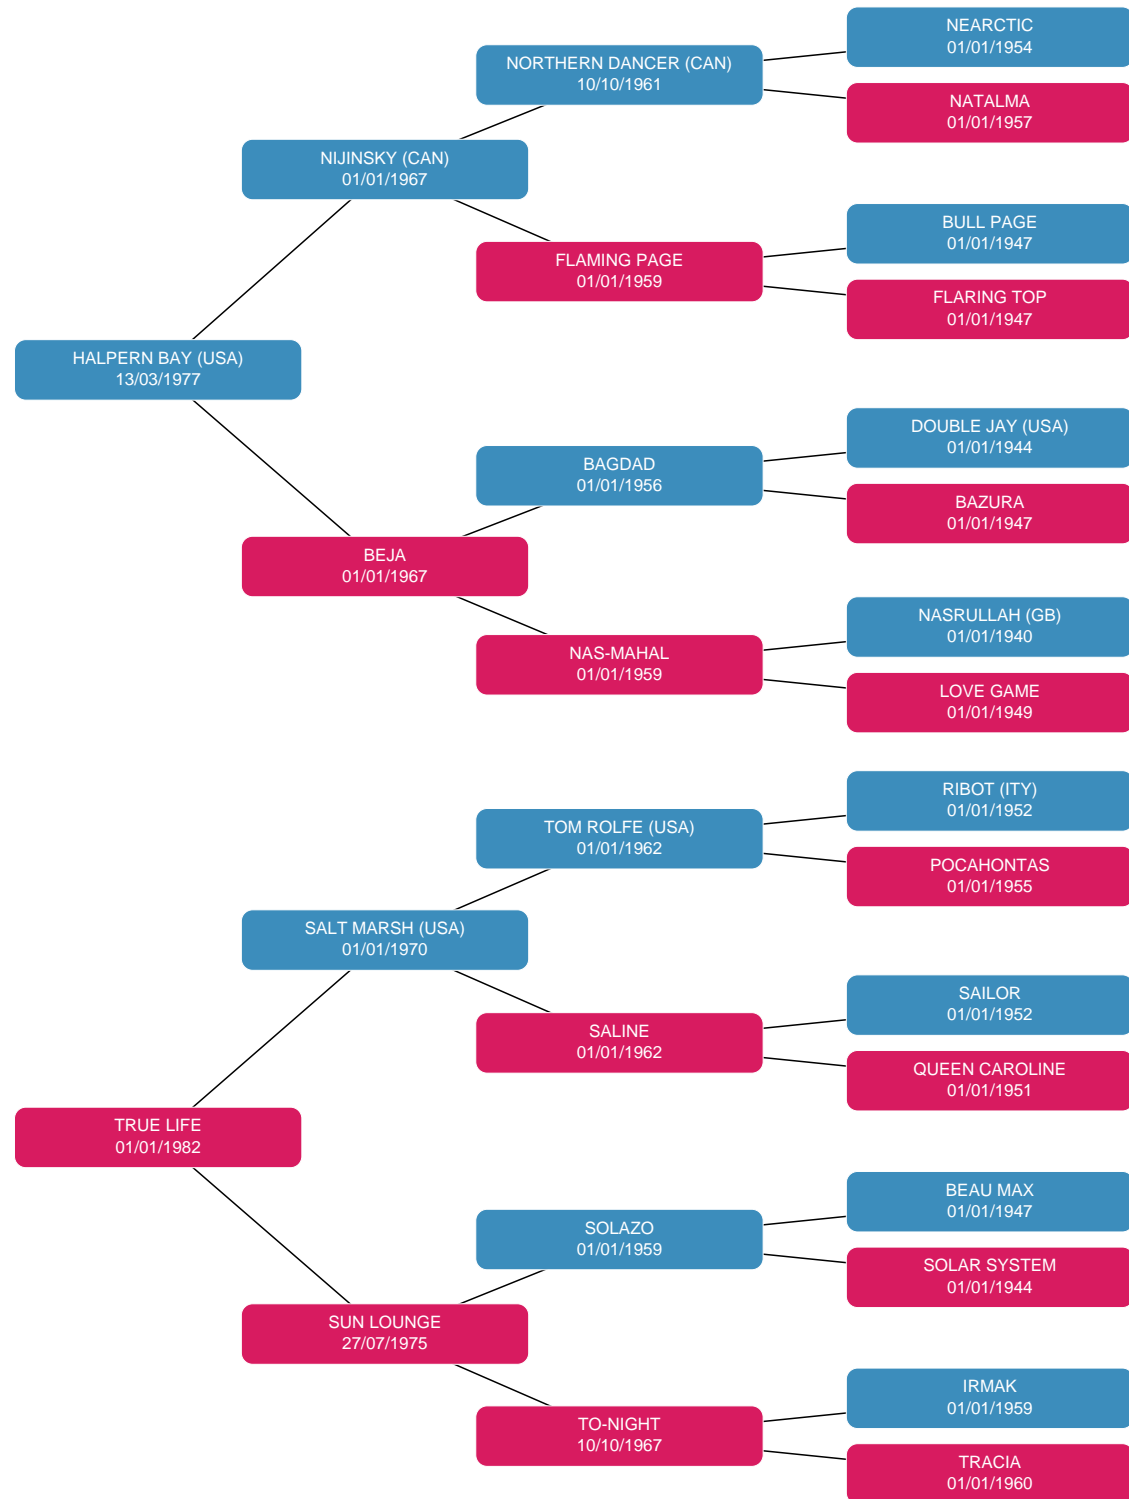 NEARCTIC
01/01/1954
NORTHERN DANCER (CAN)
10/10/1961
NATALMA
01/01/1957
NIJINSKY (CAN)
01/01/1967
BULL PAGE
01/01/1947
FLAMING PAGE
01/01/1959
FLARING TOP
01/01/1947
HALPERN BAY (USA)
13/03/1977
DOUBLE JAY (USA)
01/01/1944
BAGDAD
01/01/1956
BAZURA
01/01/1947
BEJA
01/01/1967
NASRULLAH (GB)
01/01/1940
NAS-MAHAL
01/01/1959
LOVE GAME
01/01/1949
RIBOT (ITY)
01/01/1952
TOM ROLFE (USA)
01/01/1962
POCAHONTAS
01/01/1955
SALT MARSH (USA)
01/01/1970
SAILOR
01/01/1952
SALINE
01/01/1962
QUEEN CAROLINE
01/01/1951
TRUE LIFE
01/01/1982
BEAU MAX
01/01/1947
SOLAZO
01/01/1959
SOLAR SYSTEM
01/01/1944
SUN LOUNGE
27/07/1975
IRMAK
01/01/1959
TO-NIGHT
10/10/1967
TRACIA
01/01/1960